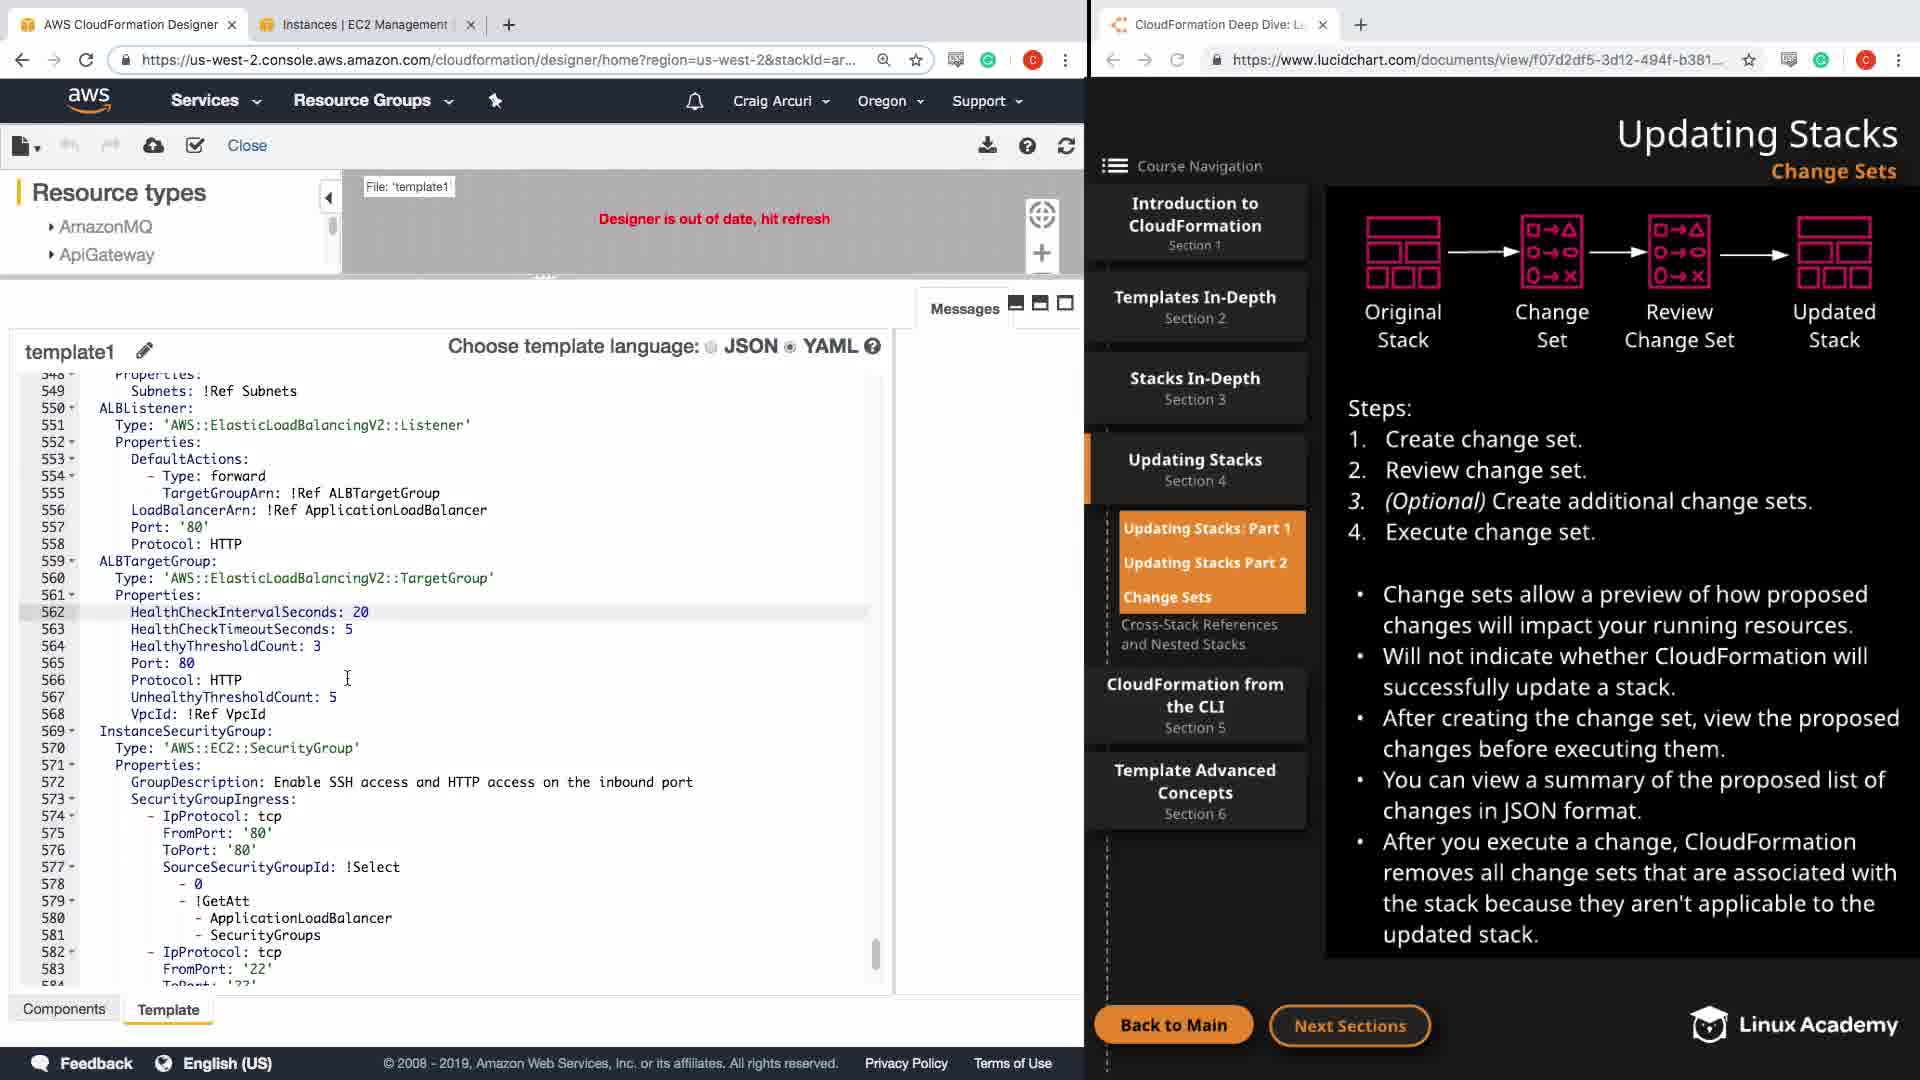 AWS CloudFormation Designer
Instances | EC2 Management
CloudFormation Deep Dive: L
https://us-west-2.console.aws.amazon.com/cloudformation/designer/home?region=us-west-2&stackId=ar...
C
https://www.lucidchart.com/documents/view/f07d2df5-3d12-494f-b381...
C
aws
Services
Resource Groups
Craig Arcuri
Oregon
Support
Close
Resource types
AmazonMQ
ApiGateway
File: 'template1'
Designer is out of date, hit refresh
Messages
template1
Choose template language: JSON YAML
548 Properties:
549 Subnets: !Ref Subnets
550 ALBListener:
551 Type: 'AWS::ElasticLoadBalancingV2::Listener'
552 Properties:
553 DefaultActions:
554 - Type: forward
555 TargetGroupArn: !Ref ALBTargetGroup
556 LoadBalancerArn: !Ref ApplicationLoadBalancer
557 Port: '80'
558 Protocol: HTTP
559 ALBTargetGroup:
560 Type: 'AWS::ElasticLoadBalancingV2::TargetGroup'
561 Properties:
562 HealthCheckIntervalSeconds: 20
563 HealthCheckTimeoutSeconds: 5
564 HealthyThresholdCount: 3
565 Port: 80
566 Protocol: HTTP
567 UnhealthyThresholdCount: 5
568 VpcId: !Ref VpcId
569 InstanceSecurityGroup:
570 Type: 'AWS::EC2::SecurityGroup'
571 Properties:
572 GroupDescription: Enable SSH access and HTTP access on the inbound port
573 SecurityGroupIngress:
574 - IpProtocol: tcp
575 FromPort: '80'
576 ToPort: '80'
577 SourceSecurityGroupId: !Select
578 - 0
579 - !GetAtt
580 - ApplicationLoadBalancer
581 - SecurityGroups
582 - IpProtocol: tcp
583 FromPort: '22'
584 ToPort: '22'
Components
Template
Feedback
English (US)
© 2008 - 2019, Amazon Web Services, Inc. or its affiliates. All rights reserved.
Privacy Policy
Terms of Use
Updating Stacks
Change Sets
Course Navigation
Introduction to
CloudFormation
Section 1
Templates In-Depth
Section 2
Stacks In-Depth
Section 3
Updating Stacks
Section 4
Updating Stacks: Part 1
Updating Stacks Part 2
Change Sets
Cross-Stack References
and Nested Stacks
CloudFormation from
the CLI
Section 5
Template Advanced
Concepts
Section 6
Original
Stack
Change
Set
Review
Change Set
Updated
Stack
Steps:
1. Create change set.
2. Review change set.
3. (Optional) Create additional change sets.
4. Execute change set.
• Change sets allow a preview of how proposed
changes will impact your running resources.
• Will not indicate whether CloudFormation will
successfully update a stack.
• After creating the change set, view the proposed
changes before executing them.
• You can view a summary of the proposed list of
changes in JSON format.
• After you execute a change, CloudFormation
removes all change sets that are associated with
the stack because they aren't applicable to the
updated stack.
Back to Main
Next Sections
Linux Academy